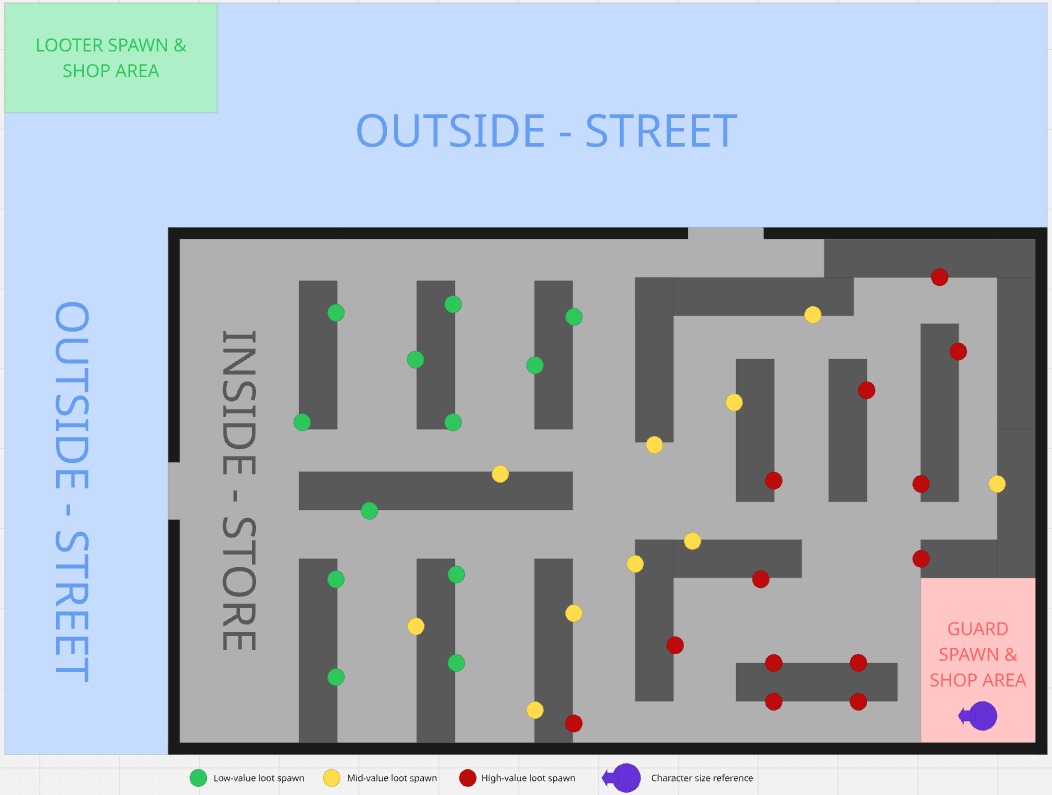 LOOTER SPAWN &
SHOP AREA
OUTSIDE - STREET
OUTSIDE - STREET
INSIDE - STORE
GUARD
SPAWN &
SHOP AREA
Low-value loot spawn
Mid-value loot spawn
High-value loot spawn
Character size reference